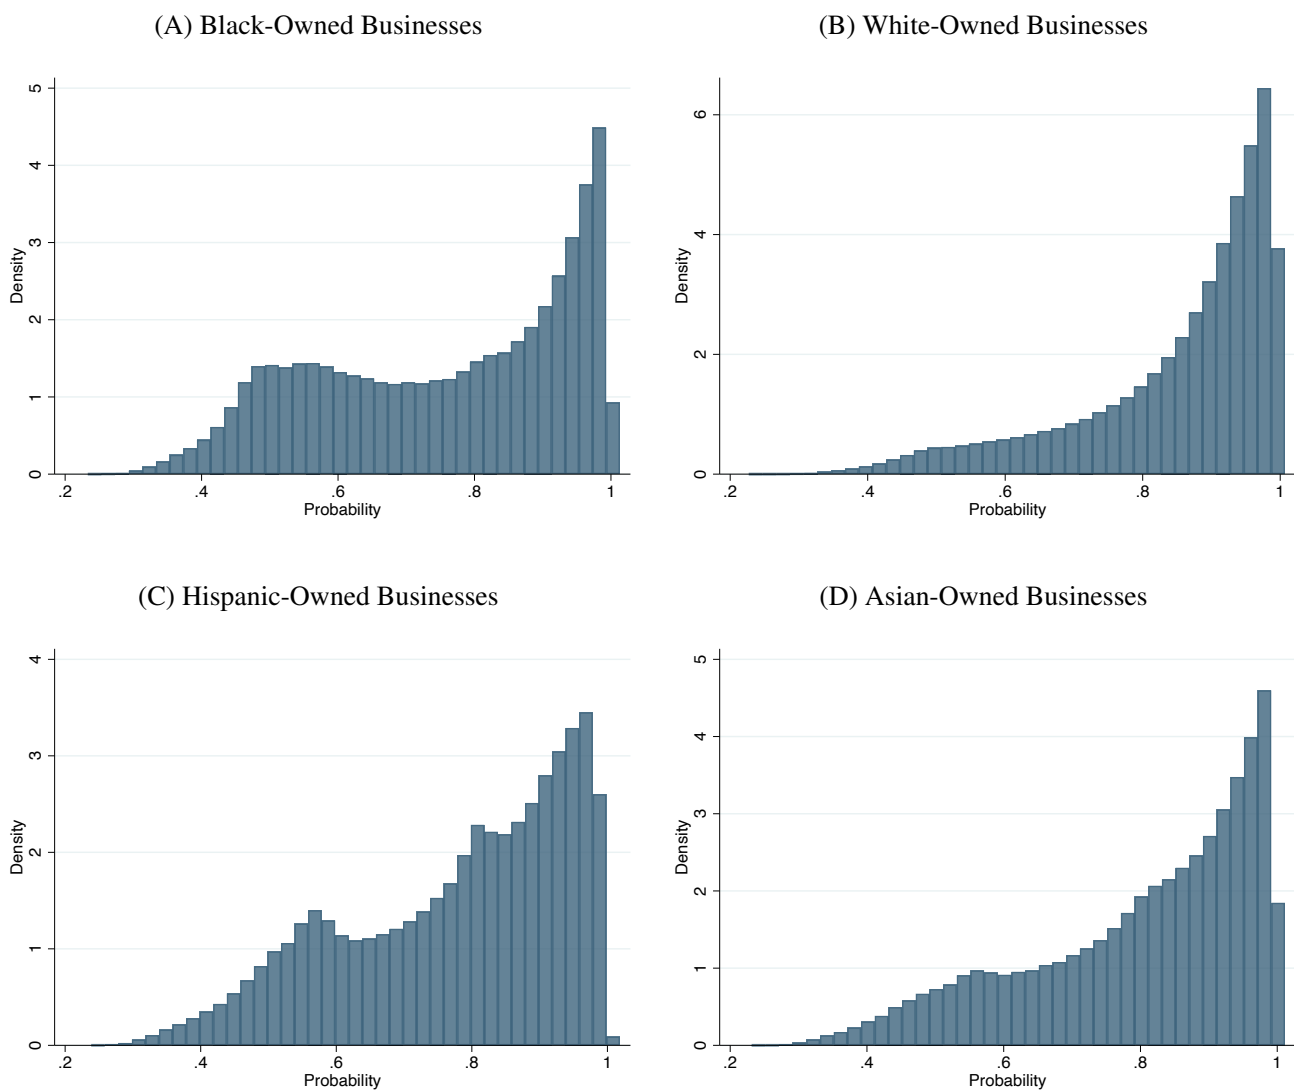 (A) Black-Owned Businesses
5
4
3
2
1
0
Density
.2 .4 .6 .8 1
Probability
(B) White-Owned Businesses
6
4
2
0
Density
.2 .4 .6 .8 1
Probability
(C) Hispanic-Owned Businesses
4
3
2
1
0
Density
.2 .4 .6 .8 1
Probability
(D) Asian-Owned Businesses
5
4
3
2
1
0
Density
.2 .4 .6 .8 1
Probability